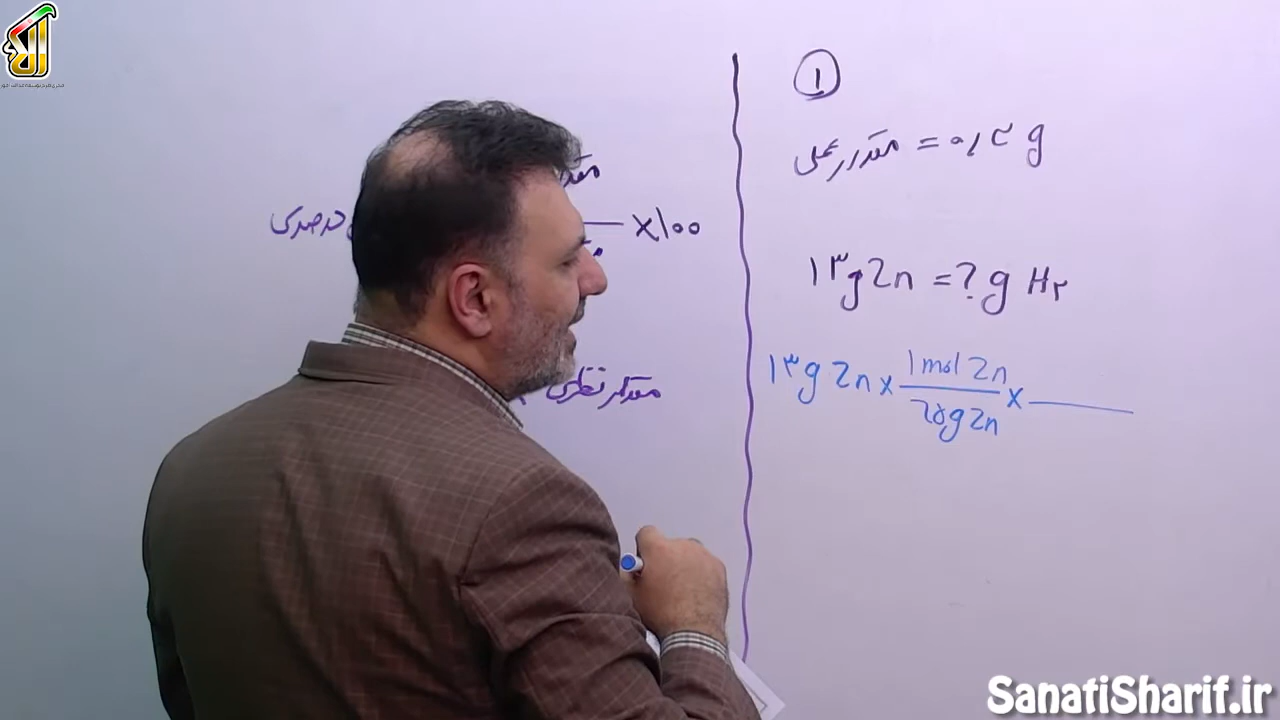 ①
مقدار عملی = ۰٫۲ g
۱۳g Zn = ? g H۲
۱۳g Zn × 1mol Zn / ۶۵g Zn ×
درصدی
×۱۰۰
مقدار نظری
SanatiSharif.ir